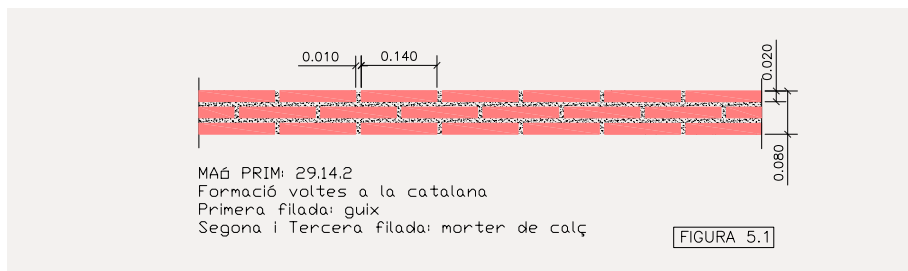 0.010
0.140
0.020
0.080
MAó PRIM: 29.14.2
Formació voltes a la catalana
Primera filada: guix
Segona i Tercera filada: morter de calç
FIGURA 5.1